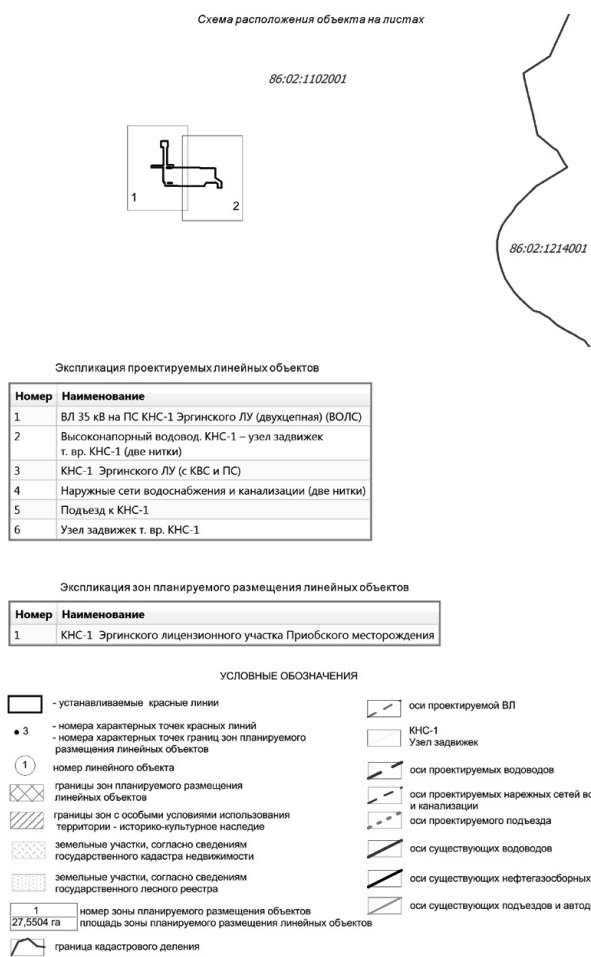 Схема расположения объекта на листах
86:02:1102001
1
2
86:02:1214001
Экспликация проектируемых линейных объектов
Номер Наименование
1 ВЛ 35 кВ на ПС КНС-1 Эргинского ЛУ (двухцепная) (ВОЛС)
2 Высоконапорный водовод. КНС-1 – узел задвижек
т. вр. КНС-1 (две нитки)
3 КНС-1 Эргинского ЛУ (с КВС и ПС)
4 Наружные сети водоснабжения и канализации (две нитки)
5 Подъезд к КНС-1
6 Узел задвижек т. вр. КНС-1
Экспликация зон планируемого размещения линейных объектов
Номер Наименование
1 КНС-1 Эргинского лицензионного участка Приобского месторождения
УСЛОВНЫЕ ОБОЗНАЧЕНИЯ
- устанавливаемые красные линии
3
- номера характерных точек красных линий
- номера характерных точек границ зон планируемого
размещения линейных объектов
1
номер линейного объекта
границы зон планируемого размещения
линейных объектов
границы зон с особыми условиями использования
территории - историко-культурное наследие
земельные участки, согласно сведениям
государственного кадастра недвижимости
земельные участки, согласно сведениям
государственного лесного реестра
1
27,5504 га
номер зоны планируемого размещения объектов
площадь зоны планируемого размещения линейных объектов
граница кадастрового деления
оси проектируемой ВЛ
КНС-1
Узел задвижек
оси проектируемых водоводов
оси проектируемых нарежных сетей
и канализации
оси проектируемого подъезда
оси существующих водоводов
оси существующих нефтегазосборных
оси существующих подъездов и